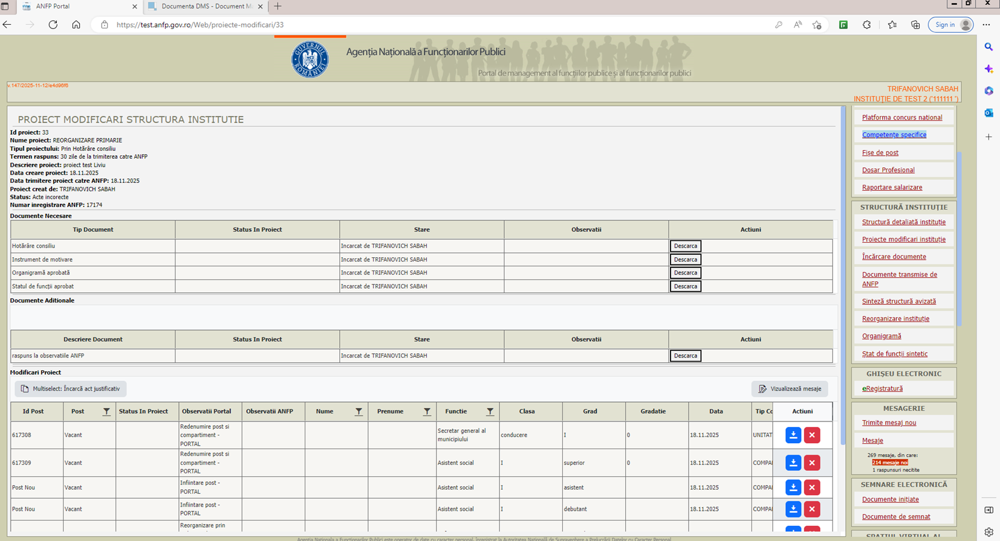 ANFP Portal
Documenta DMS - Document M
https://test.anfp.gov.ro/Web/proiecte-modificari/33
Sign in
GUVERNUL ROMÂNIEI
Agenția Națională a Funcționarilor Publici
Portal de management al funcțiilor publice și al funcționarilor publici
v.147/2025-11-12/e4d96f6
TRIFANOVICH SABAH
INSTITUȚIE DE TEST 2 ('111111 ')
PROIECT MODIFICARI STRUCTURA INSTITUTIE
Id proiect: 33
Nume proiect: REORGANIZARE PRIMARIE
Tipul proiectului: Prin Hotărâre consiliu
Termen raspuns: 30 zile de la trimiterea catre ANFP
Descriere proiect: proiect test Liviu
Data creare proiect: 18.11.2025
Data trimitere proiect catre ANFP: 18.11.2025
Proiect creat de: TRIFANOVICH SABAH
Status: Acte incorecte
Numar inregistrare ANFP: 17174
Documente Necesare
Tip Document Status In Proiect Stare Observatii Actiuni
Hotărâre consiliu Incarcat de TRIFANOVICH SABAH Descarca
Instrument de motivare Incarcat de TRIFANOVICH SABAH Descarca
Organigramă aprobată Incarcat de TRIFANOVICH SABAH Descarca
Statul de funcții aprobat Incarcat de TRIFANOVICH SABAH Descarca
Documente Aditionale
Descriere Document Status In Proiect Stare Observatii Actiuni
raspuns la observatiile ANFP Incarcat de TRIFANOVICH SABAH Descarca
Modificari Proiect
Multiselect: Încarcă act justificativ
Vizualizează mesaje
Id Post Post Status In Proiect Observatii Portal Observatii ANFP Nume Prenume Functie Clasa Grad Gradatie Data Tip Co Actiuni
617308 Vacant Redenumire post si compartiment - PORTAL Secretar general al municipiului conducere I 0 18.11.2025 UNITAT
617309 Vacant Redenumire post si compartiment - PORTAL Asistent social I superior 0 18.11.2025 COMPA
Post Nou Vacant Infiintare post - PORTAL Asistent social I asistent 18.11.2025 COMPA
Post Nou Vacant Infiintare post - PORTAL Asistent social I debutant 18.11.2025 COMPA
Reorganizare prin
Platforma concurs national
Competențe specifice
Fișe de post
Dosar Profesional
Raportare salarizare
STRUCTURĂ INSTITUȚIE
Structură detaliată instituție
Proiecte modificari instituție
Încărcare documente
Documente transmise de
ANFP
Sinteză structură avizată
Reorganizare instituție
Organigramă
Ștat de funcții sintetic
GHIȘEU ELECTRONIC
eRegistratură
MESAGERIE
Trimite mesaj nou
Mesaje
269 mesaje, din care:
214 mesaje noi
1 raspunsuri necitite
SEMNARE ELECTRONICĂ
Documente inițiate
Documente de semnat
SPAȚIUL VIRTUAL AL
Agenția Națională a Funcționarilor Publici este operator de date cu caracter personal, înregistrat la Autoritatea Națională de Supraveghere a Prelucrării Datelor cu Caracter Personal